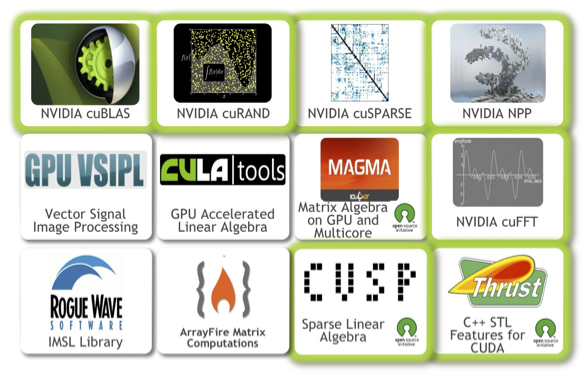 NVIDIA cuBLAS
NVIDIA cuRAND
NVIDIA cuSPARSE
NVIDIA NPP
GPU VSIPL
Vector Signal
Image Processing
CULA|tools
GPU Accelerated
Linear Algebra
MAGMA
Matrix Algebra
on GPU and
Multicore
open source
initiative
NVIDIA cuFFT
ROGUE WAVE
SOFTWARE
IMSL Library
ArrayFire Matrix
Computations
CUSP
Sparse Linear
Algebra
open source
initiative
Thrust
C++ STL
Features for
CUDA
open source
initiative